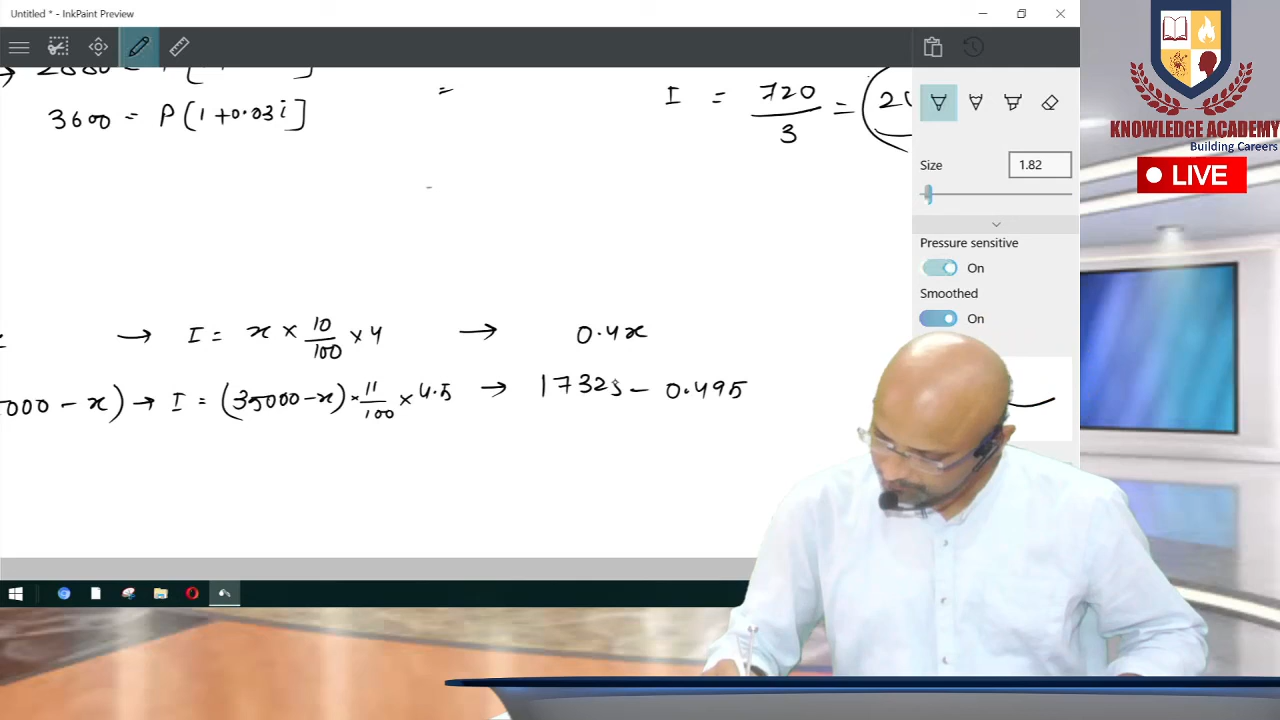 Untitled * - InkPaint Preview
KNOWLEDGE ACADEMY
Building Careers
LIVE
Size
1.82
Pressure sensitive
On
Smoothed
On
3600 = P[1+0.03i]
=
I = 720/3 =
→ I = x × 10/100 × 4 → 0.4x
000 - x) → I = (35000 - x) × 11/100 × 4.5 → 17325 - 0.495